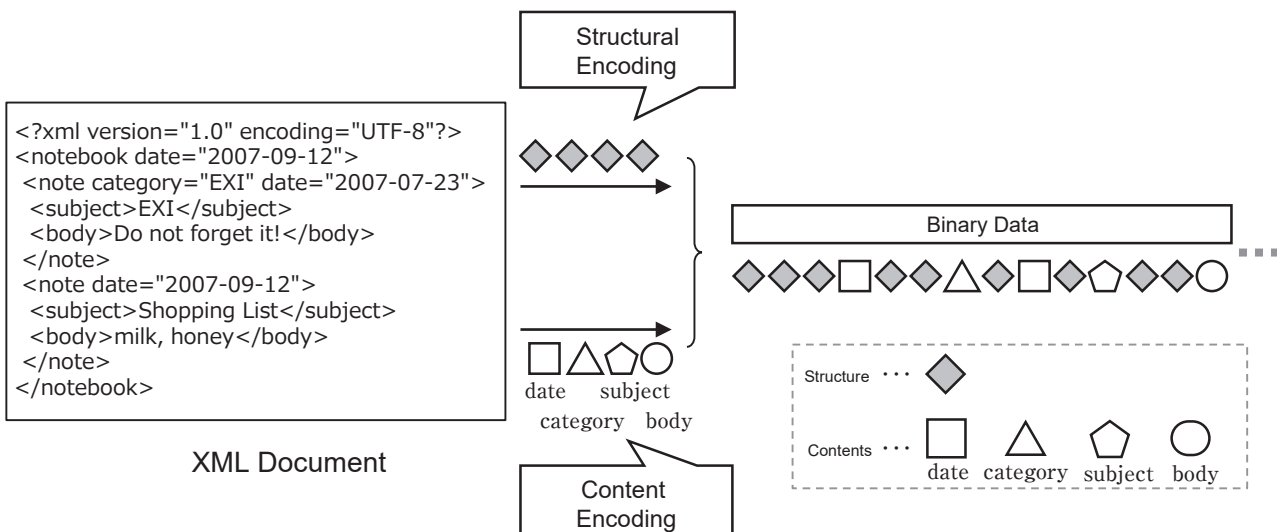 Structural
Encoding
<?xml version="1.0" encoding="UTF-8"?>
<notebook date="2007-09-12">
<note category="EXI" date="2007-07-23">
<subject>EXI</subject>
<body>Do not forget it!</body>
</note>
<note date="2007-09-12">
<subject>Shopping List</subject>
<body>milk, honey</body>
</note>
</notebook>
XML Document
date subject
category body
Content
Encoding
Binary Data
Structure ···
Contents ···
date category subject body